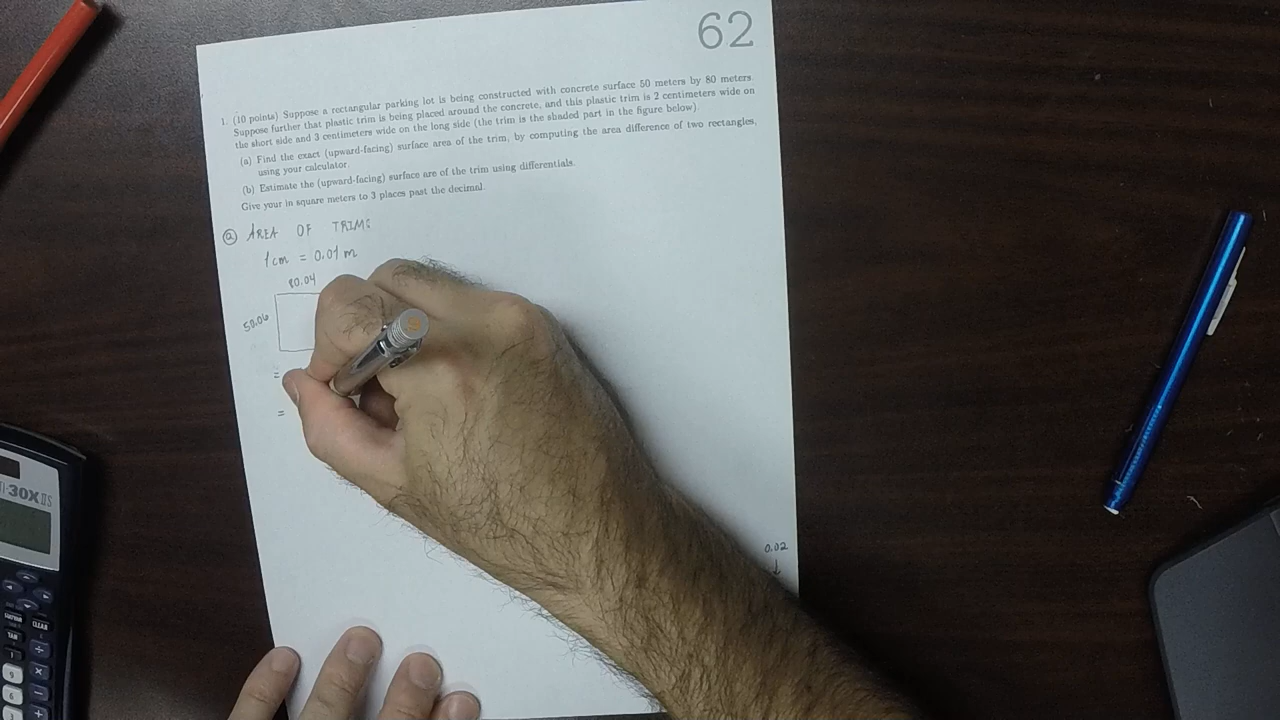 62
1. (10 points) Suppose a rectangular parking lot is being constructed with concrete surface 50 meters by 80 meters.
Suppose further that plastic trim is being placed around the concrete, and this plastic trim is 2 centimeters wide on
the short side and 3 centimeters wide on the long side (the trim is the shaded part in the figure below).
(a) Find the exact (upward-facing) surface area of the trim, by computing the area difference of two rectangles,
using your calculator.
(b) Estimate the (upward-facing) surface are of the trim using differentials.
Give your in square meters to 3 places past the decimal.
(a) AREA OF TRIM:
1cm = 0.01m
80.04
50.06
=
=
0.02
↓
30X IIS
CLEAR
TAN